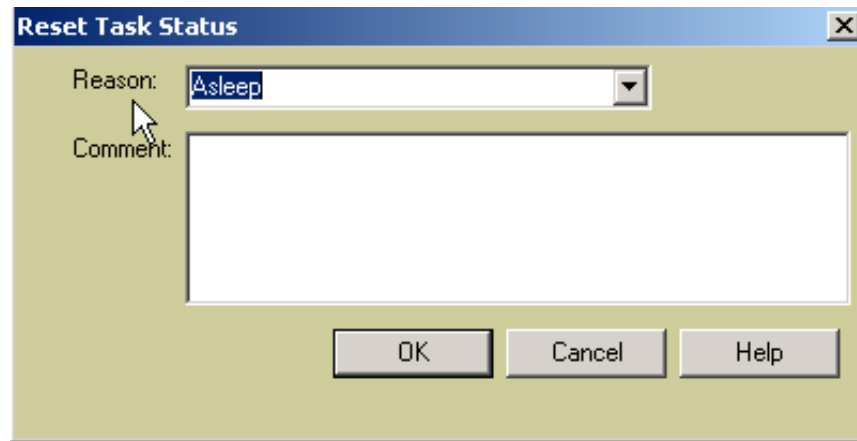 Reset Task Status
Reason:
Asleep
Comment:
OK
Cancel
Help